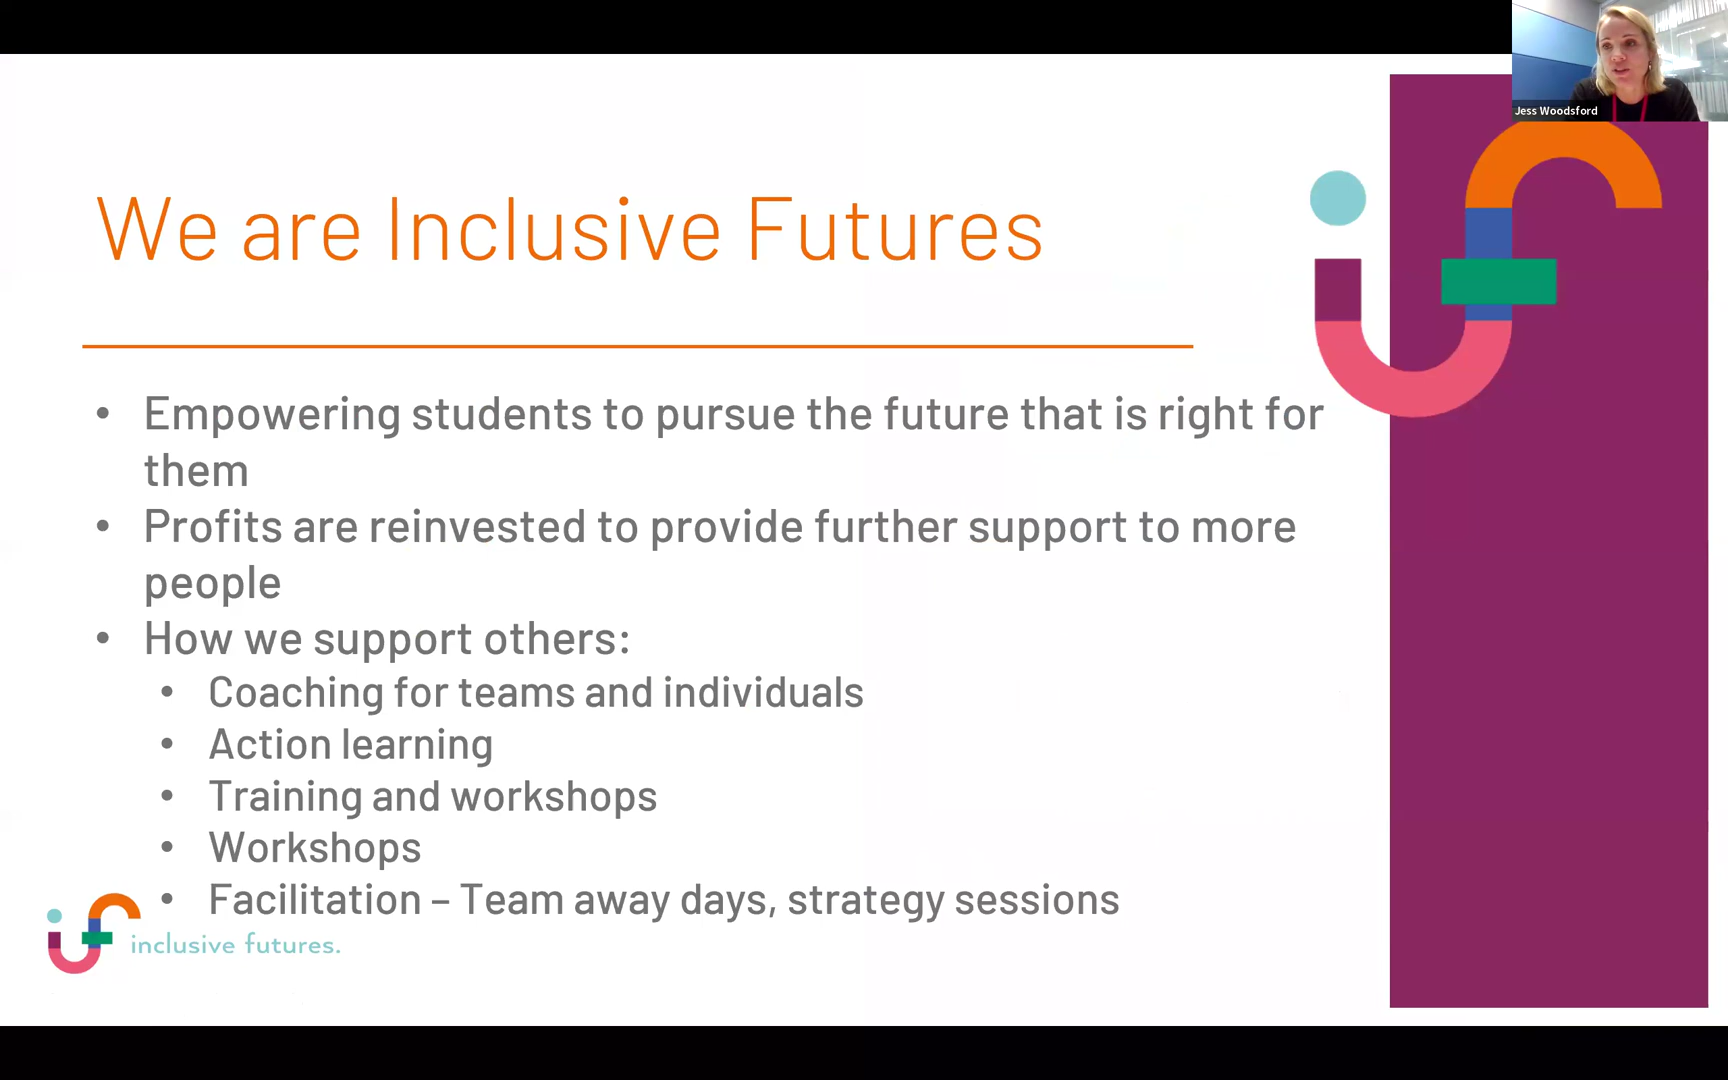 Jess Woodsford
We are Inclusive Futures
• Empowering students to pursue the future that is right for
them
• Profits are reinvested to provide further support to more
people
• How we support others:
• Coaching for teams and individuals
• Action learning
• Training and workshops
• Workshops
• Facilitation – Team away days, strategy sessions
inclusive futures.